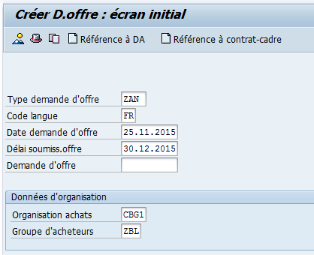 Créer D.offre : écran initial
Référence à DA Référence à contrat-cadre
Type demande d'offre ZAN
Code langue FR
Date demande d'offre 25.11.2015
Délai soumiss.offre 30.12.2015
Demande d'offre
Données d'organisation
Organisation achats CBG1
Groupe d'acheteurs ZBL